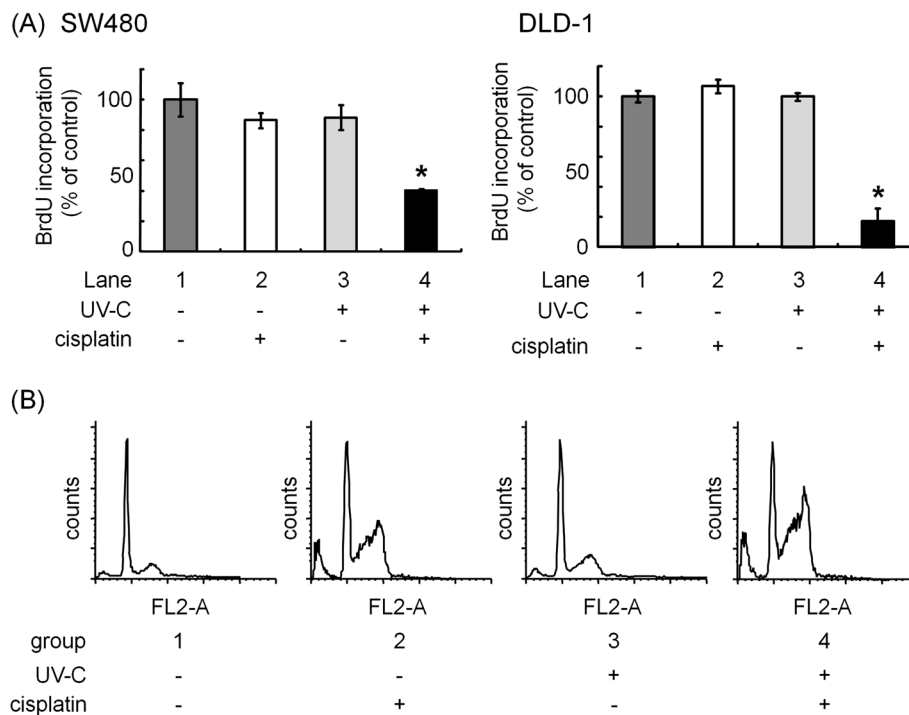 (A) SW480
DLD-1
BrdU incorporation
(% of control)
100
50
0
BrdU incorporation
(% of control)
100
50
0
Lane 1 2 3 4
UV-C - - + +
cisplatin - + - +
Lane 1 2 3 4
UV-C - - + +
cisplatin - + - +
*
*
(B)
counts
counts
counts
counts
FL2-A FL2-A FL2-A FL2-A
group 1 2 3 4
UV-C - - + +
cisplatin - + - +